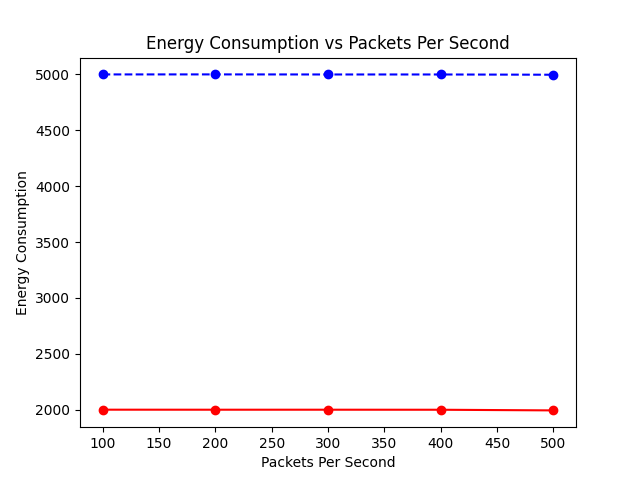 Energy Consumption vs Packets Per Second
5000
4500
4000
3500
3000
2500
2000
Energy Consumption
100 150 200 250 300 350 400 450 500
Packets Per Second